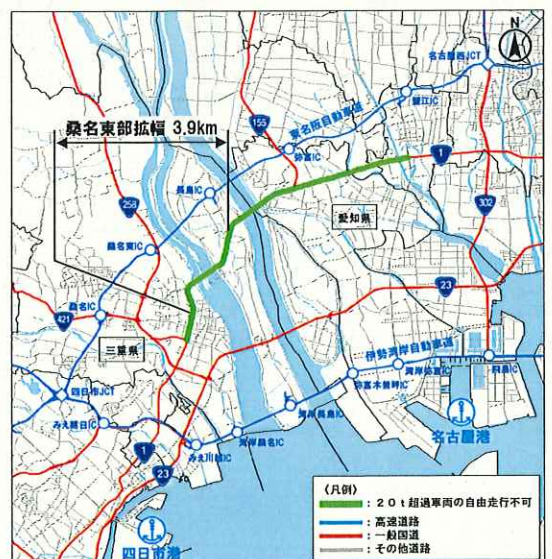 N
名古屋西JCT
蟹江IC
東名阪自動車道
155
弥富IC
1
桑名東部拡幅 3.9km
長島IC
302
愛知県
258
桑名東IC
23
桑名IC
421
三重県
伊勢湾岸自動車道
湾岸弥富IC
飛島IC
弥富木曽岬IC
四日市JCT
湾岸長島IC
名古屋港
みえ朝日IC
湾岸桑名IC
みえ川越IC
1
23
四日市港
〈凡例〉
：20t超過車両の自由走行不可
：高速道路
：一般国道
：その他道路